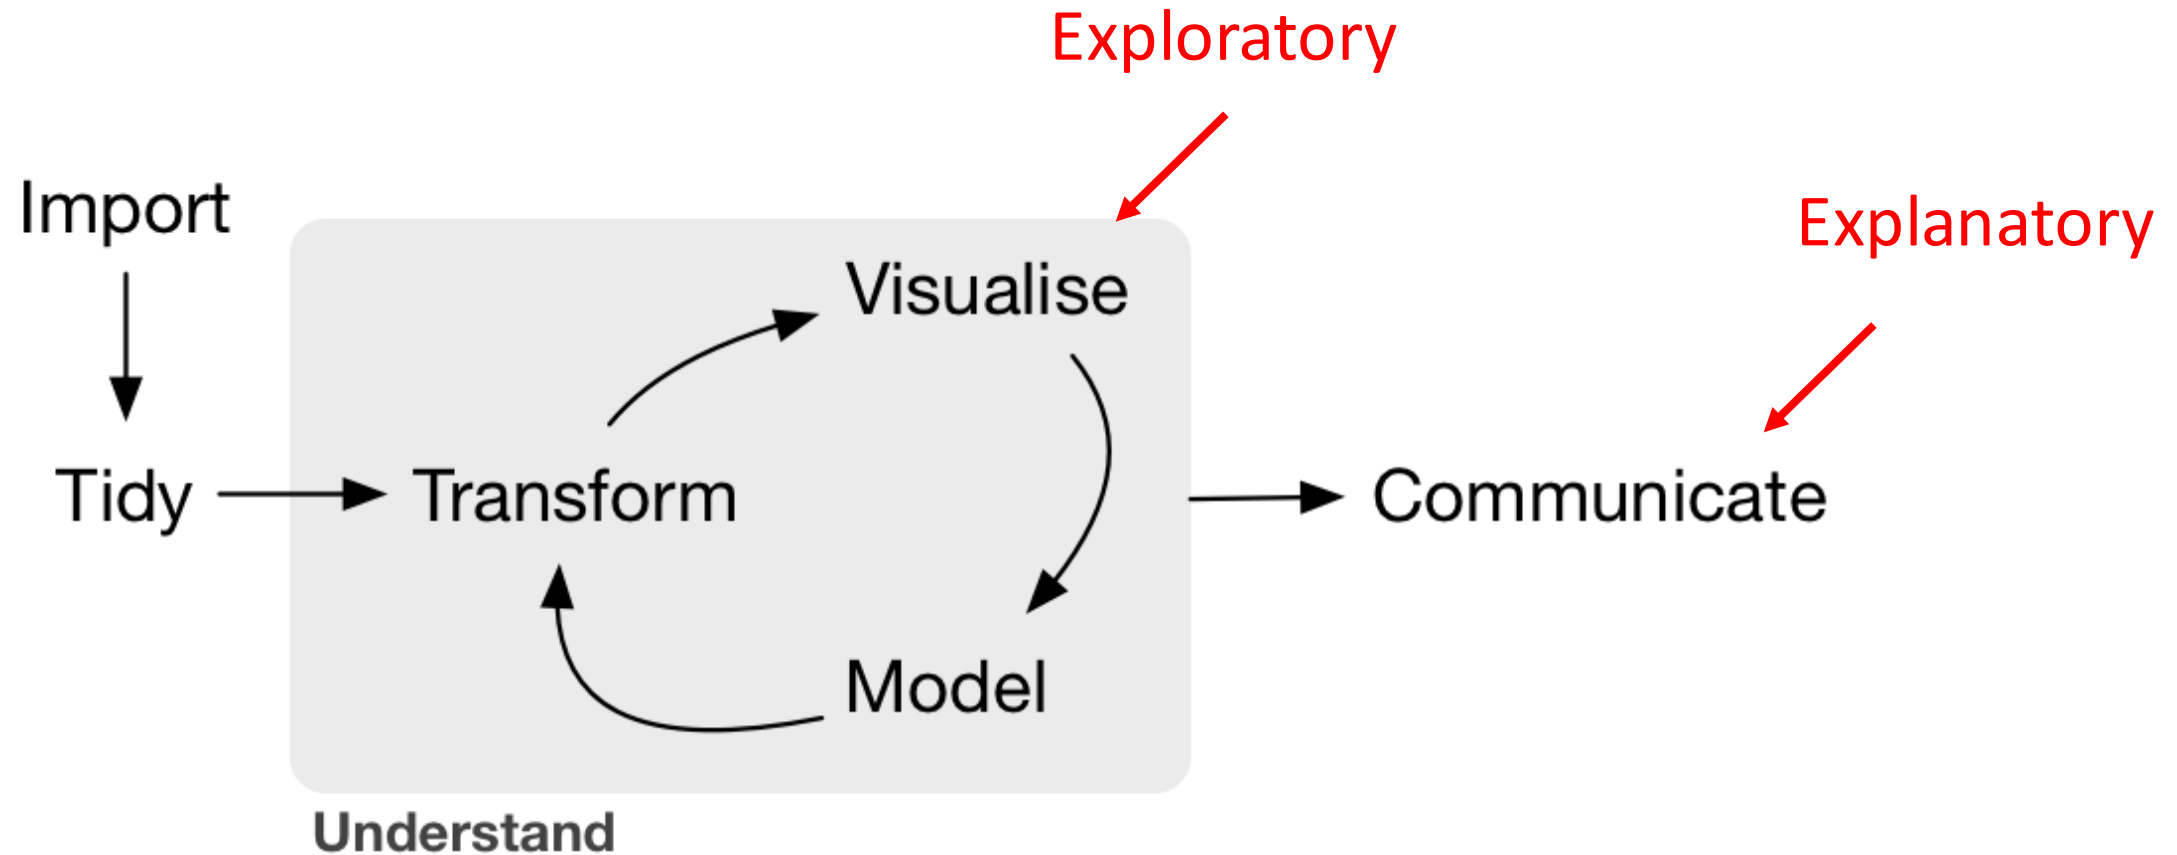 Exploratory
Import
Explanatory
Visualise
Tidy
Transform
Communicate
Model
Understand